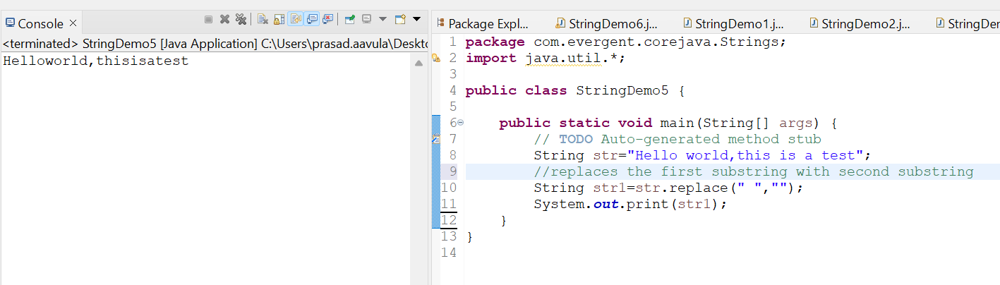 Console
<terminated> StringDemo5 [Java Application] C:\Users\prasad.aavula\Deskto
Helloworld,thisisatest
Package Expl... StringDemo6.j... StringDemo1.j... StringDemo2.j... StringDer
1 package com.evergent.corejava.Strings;
2 import java.util.*;
3
4 public class StringDemo5 {
5
6 public static void main(String[] args) {
7 // TODO Auto-generated method stub
8 String str="Hello world,this is a test";
9 //replaces the first substring with second substring
10 String str1=str.replace(" ","");
11 System.out.print(str1);
12 }
13 }
14